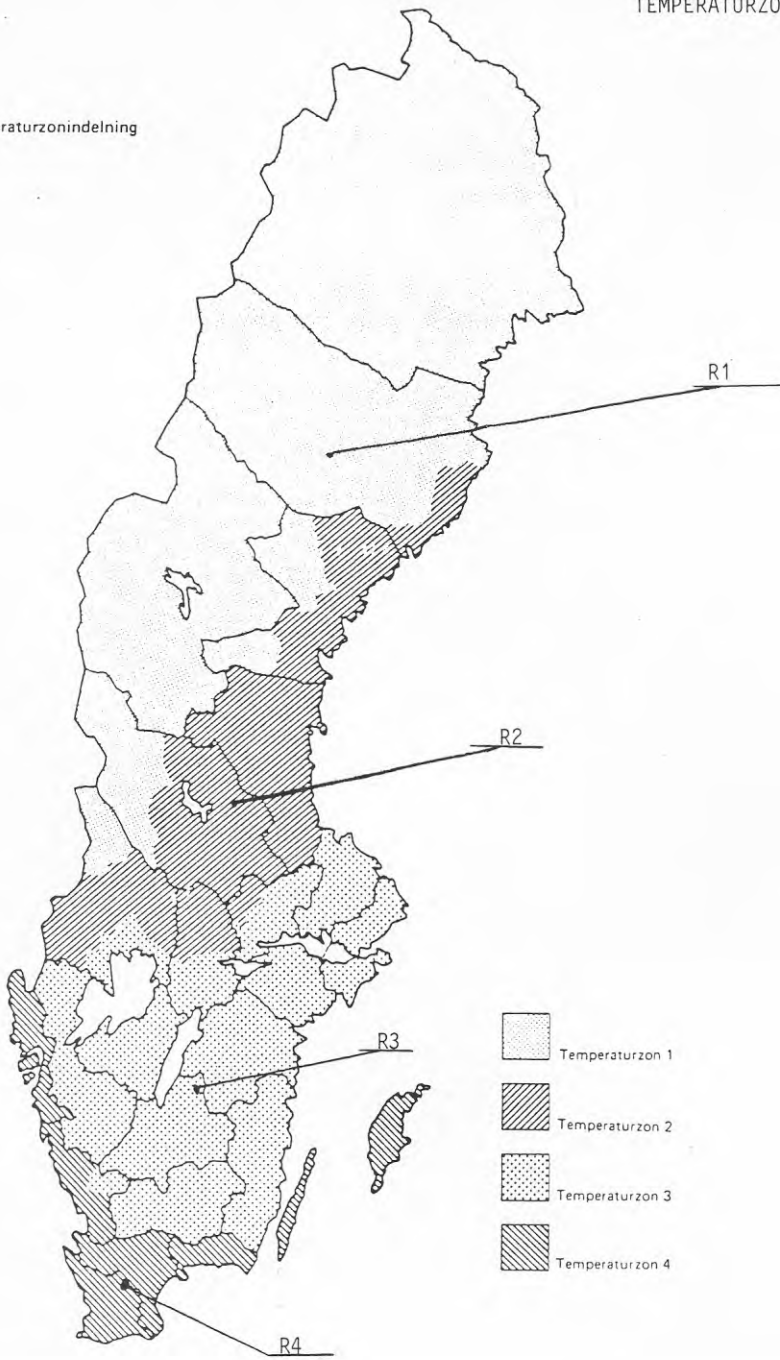 TEMPERATURZO
raturzonindelning
R1
R2
R3
Temperaturzon 1
Temperaturzon 2
Temperaturzon 3
Temperaturzon 4
R4